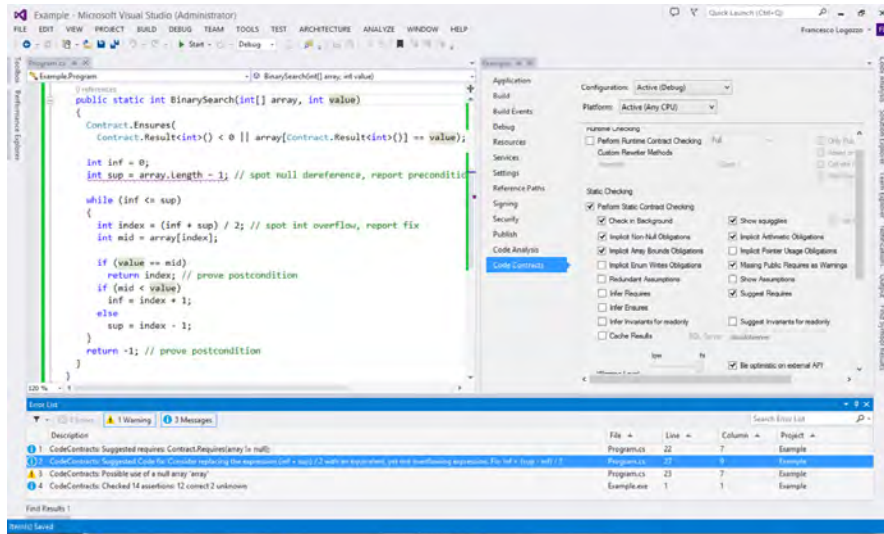 Example - Microsoft Visual Studio (Administrator)
Quick Launch (Ctrl+Q)
FILE EDIT VIEW PROJECT BUILD DEBUG TEAM TOOLS TEST ARCHITECTURE ANALYZE WINDOW HELP
Francesco Logozzo
Start
Debug
Toolbox
Performance Explorer
Program.cs
Example.Program
BinarySearch(int[] array, int value)
0 references
public static int BinarySearch(int[] array, int value)
{
Contract.Ensures(
Contract.Result<int>() < 0 || array[Contract.Result<int>()] == value);
int inf = 0;
int sup = array.Length - 1; // spot null dereference, report preconditio
while (inf <= sup)
{
int index = (inf + sup) / 2; // spot int overflow, report fix
int mid = array[index];
if (value == mid)
return index; // prove postcondition
if (mid < value)
inf = index + 1;
else
sup = index - 1;
}
return -1; // prove postcondition
}
}
120 %
Application
Build
Build Events
Debug
Resources
Services
Settings
Reference Paths
Signing
Security
Publish
Code Analysis
Code Contracts
Configuration: Active (Debug)
Platform: Active (Any CPU)
Runtime Checking
Perform Runtime Contract Checking Full
Custom Rewriter Methods
Static Checking
Perform Static Contract Checking
Check in Background
Show squiggles
Implicit Non-Null Obligations
Implicit Arithmetic Obligations
Implicit Array Bounds Obligations
Implicit Pointer Usage Obligations
Implicit Enum Writes Obligations
Missing Public Requires as Warnings
Redundant Assumptions
Show Assumptions
Infer Requires
Suggest Requires
Infer Ensures
Infer Invariants for readonly
Suggest Invariants for readonly
Cache Results
SQL Server
low
hi
Be optimistic on external API
Error List
1 Warning
3 Messages
Search Error List
Description File Line Column Project
1 CodeContracts: Suggested requires: Contract.Requires(array != null); Program.cs 22 7 Example
2 CodeContracts: Suggested Code fix: Consider replacing the expression (inf + sup) / 2 with an equivalent, yet not overflowing expression. Fix: inf + (sup - inf) / 2 Program.cs 27 9 Example
3 CodeContracts: Possible use of a null array 'array' Program.cs 23 7 Example
4 CodeContracts: Checked 14 assertions: 12 correct 2 unknown Example.exe 1 1 Example
Find Results 1
Item(s) Saved